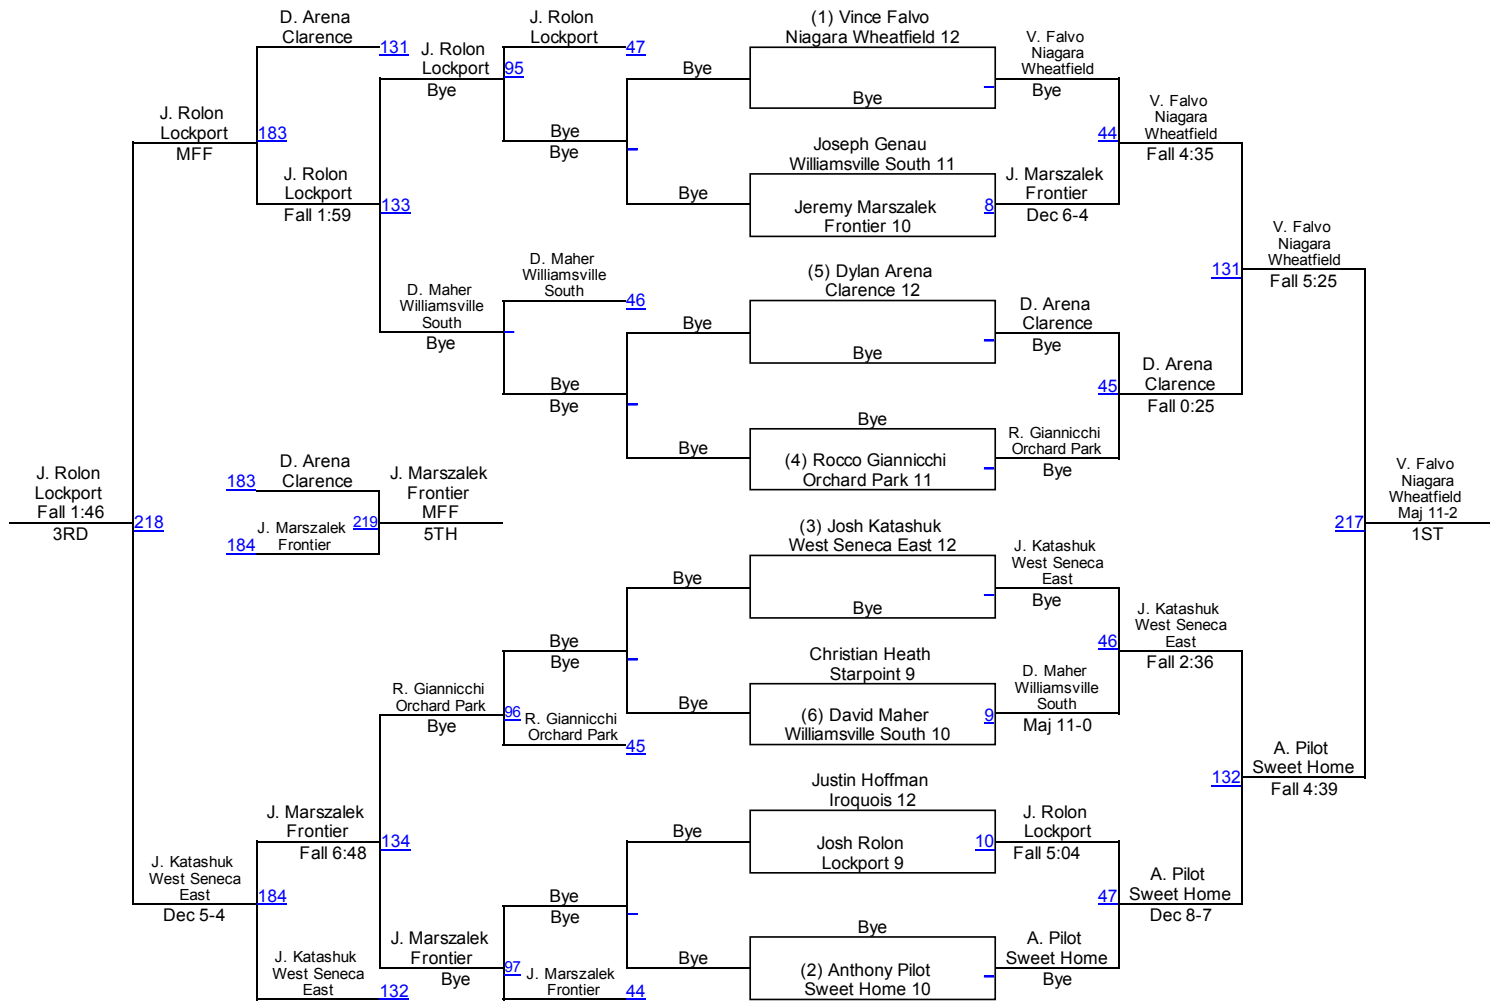 D. Arena
Clarence
131
J. Rolon
Lockport
Bye
J. Rolon
Lockport
47
95
Bye
(1) Vince Falvo
Niagara Wheatfield 12
Bye
V. Falvo
Niagara
Wheatfield
Bye
J. Rolon
Lockport
MFF
183
Bye
Bye
44
V. Falvo
Niagara
Wheatfield
Fall 4:35
J. Rolon
Lockport
Fall 1:59
133
Bye
Joseph Genau
Williamsville South 11
Jeremy Marszalek
Frontier 10
8
J. Marszalek
Frontier
Dec 6-4
D. Maher
Williamsville
South
Bye
D. Maher
Williamsville
South
46
Bye
(5) Dylan Arena
Clarence 12
Bye
D. Arena
Clarence
Bye
131
V. Falvo
Niagara
Wheatfield
Fall 5:25
Bye
Bye
45
D. Arena
Clarence
Fall 0:25
Bye
Bye
(4) Rocco Giannicchi
Orchard Park 11
R. Giannicchi
Orchard Park
Bye
J. Rolon
Lockport
Fall 1:46
3RD
218
183
D. Arena
Clarence
184
J. Marszalek
Frontier
219
J. Marszalek
Frontier
MFF
5TH
217
V. Falvo
Niagara
Wheatfield
Maj 11-2
1ST
Bye
(3) Josh Katashuk
West Seneca East 12
Bye
J. Katashuk
West Seneca
East
Bye
Bye
Bye
46
J. Katashuk
West Seneca
East
Fall 2:36
R. Giannicchi
Orchard Park
Bye
96
R. Giannicchi
Orchard Park
45
Bye
Christian Heath
Starpoint 9
(6) David Maher
Williamsville South 10
9
D. Maher
Williamsville
South
Maj 11-0
132
A. Pilot
Sweet Home
Fall 4:39
J. Marszalek
Frontier
Fall 6:48
134
Bye
Justin Hoffman
Iroquois 12
Josh Rolon
Lockport 9
10
J. Rolon
Lockport
Fall 5:04
J. Katashuk
West Seneca
East
Dec 5-4
184
Bye
Bye
47
A. Pilot
Sweet Home
Dec 8-7
J. Katashuk
West Seneca
East
132
J. Marszalek
Frontier
Bye
97
J. Marszalek
Frontier
44
Bye
Bye
(2) Anthony Pilot
Sweet Home 10
A. Pilot
Sweet Home
Bye